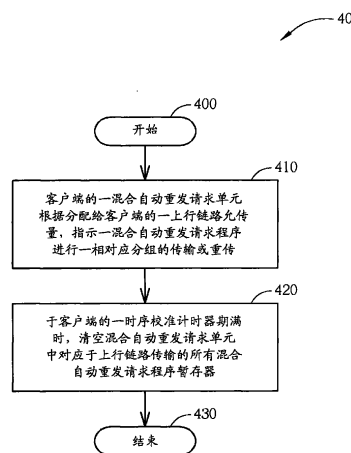 40
400
开始
410
客户端的一混合自动重发请求单元
根据分配给客户端的一上行链路允传
量，指示一混合自动重发请求程序
进行一相对应分组的传输或重传
420
于客户端的一时序校准计时器期满
时，清空混合自动重发请求单元
中对应于上行链路传输的所有混合
自动重发请求程序暂存器
430
结束